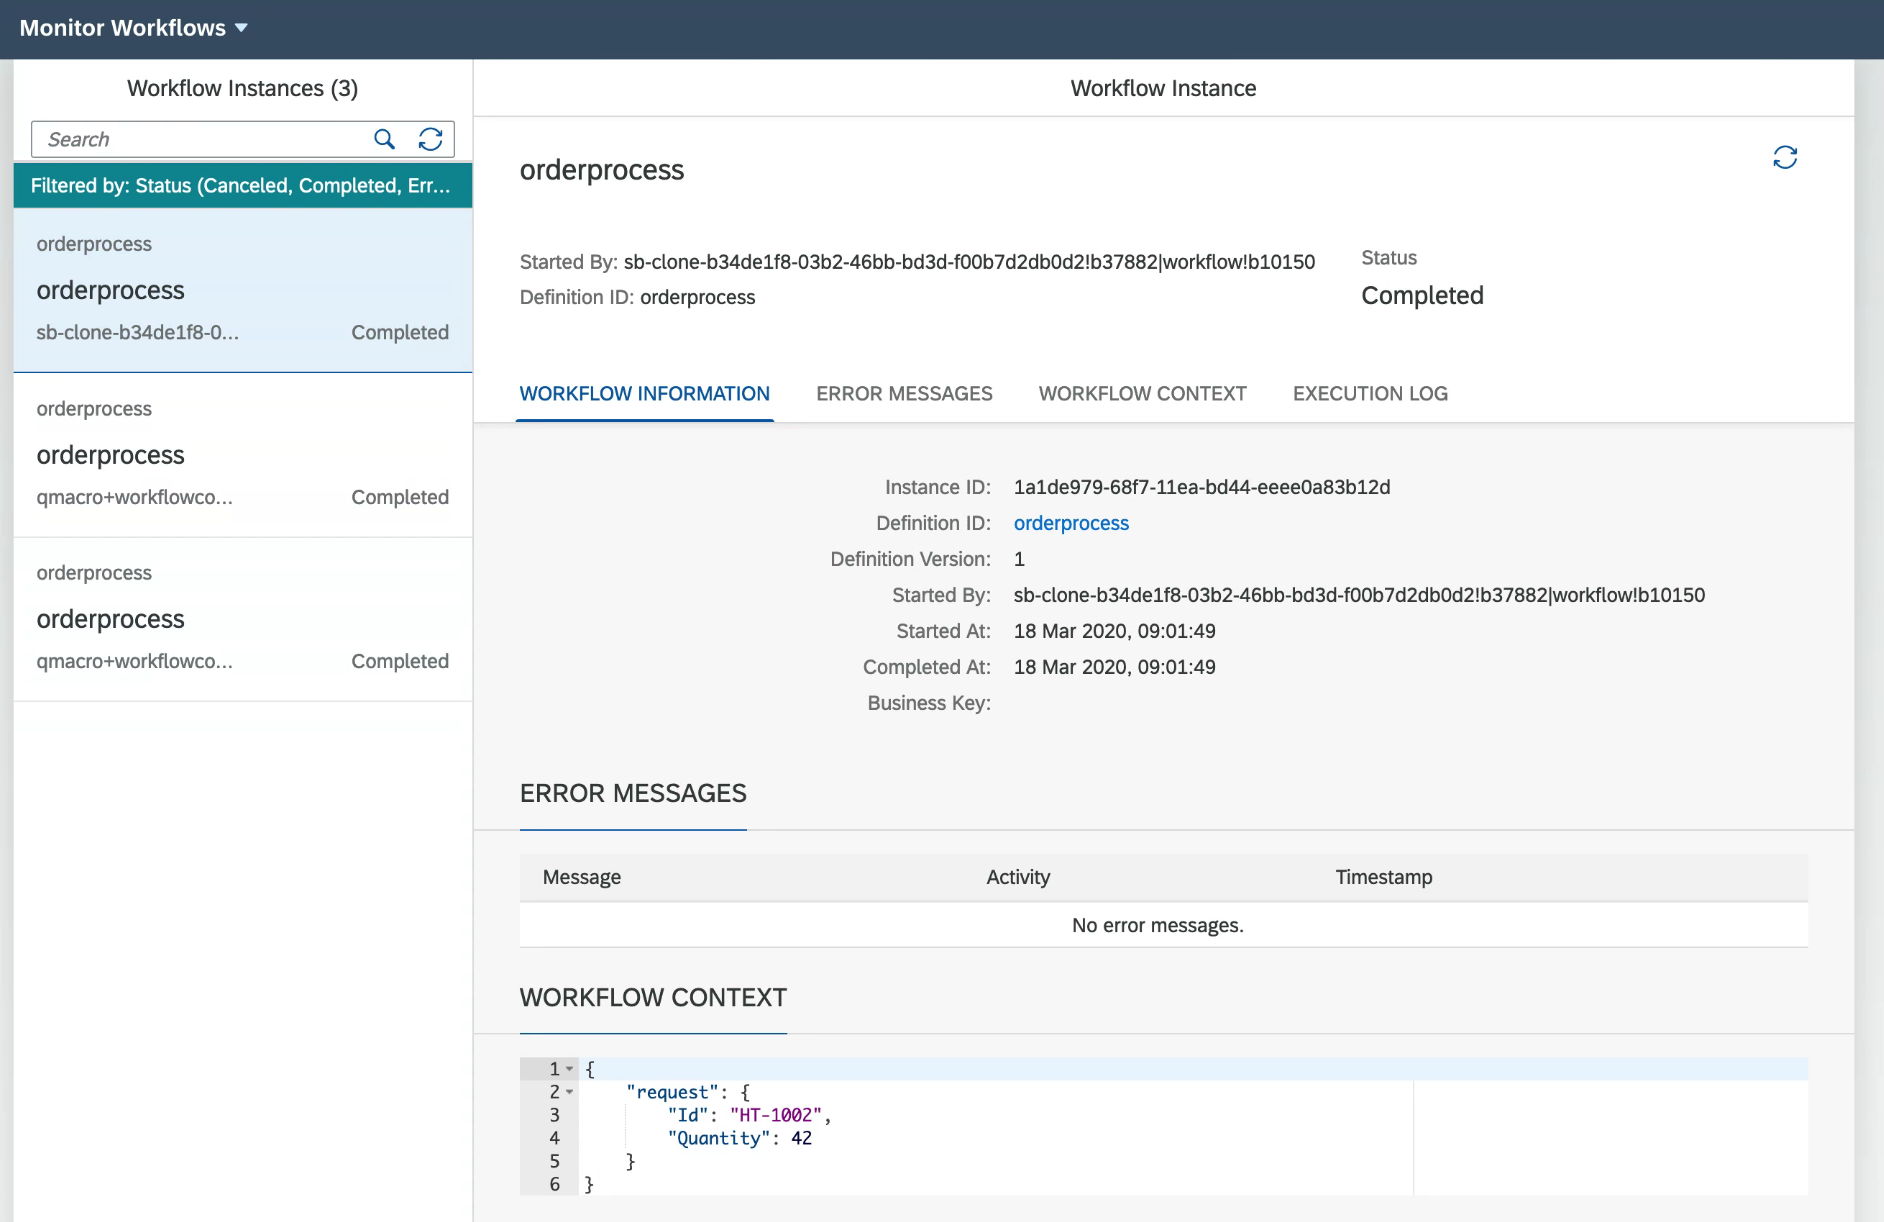 Monitor Workflows
Workflow Instances (3)
Search
Filtered by: Status (Canceled, Completed, Err...
orderprocess
orderprocess
sb-clone-b34de1f8-0... Completed
orderprocess
orderprocess
qmacro+workflowco... Completed
orderprocess
orderprocess
qmacro+workflowco... Completed
Workflow Instance
orderprocess
Started By: sb-clone-b34de1f8-03b2-46bb-bd3d-f00b7d2db0d2!b37882|workflow!b10150
Definition ID: orderprocess
Status
Completed
WORKFLOW INFORMATION ERROR MESSAGES WORKFLOW CONTEXT EXECUTION LOG
Instance ID: 1a1de979-68f7-11ea-bd44-eeee0a83b12d
Definition ID: orderprocess
Definition Version: 1
Started By: sb-clone-b34de1f8-03b2-46bb-bd3d-f00b7d2db0d2!b37882|workflow!b10150
Started At: 18 Mar 2020, 09:01:49
Completed At: 18 Mar 2020, 09:01:49
Business Key:
ERROR MESSAGES
Message Activity Timestamp
No error messages.
WORKFLOW CONTEXT
1 {
2 "request": {
3 "Id": "HT-1002",
4 "Quantity": 42
5 }
6 }